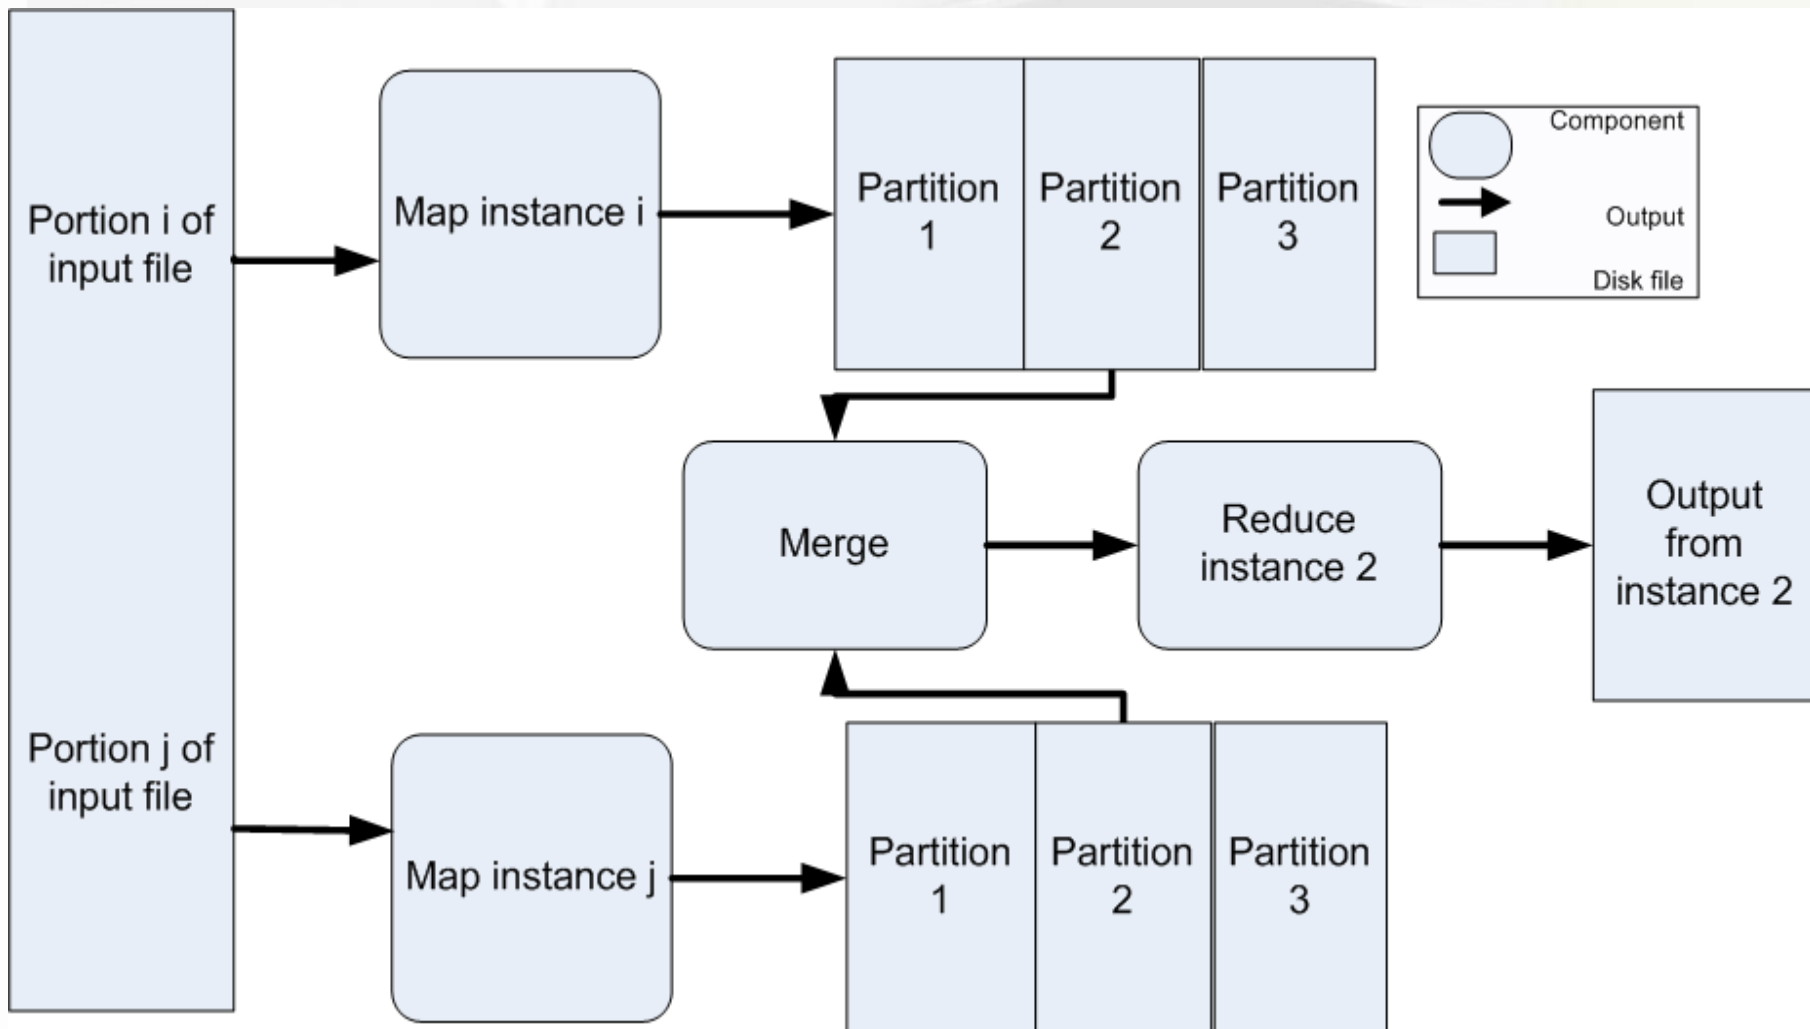 Portion i of
input file
Map instance i
Partition
1
Partition
2
Partition
3
Component
Output
Disk file
Merge
Reduce
instance 2
Output
from
instance 2
Portion j of
input file
Map instance j
Partition
1
Partition
2
Partition
3